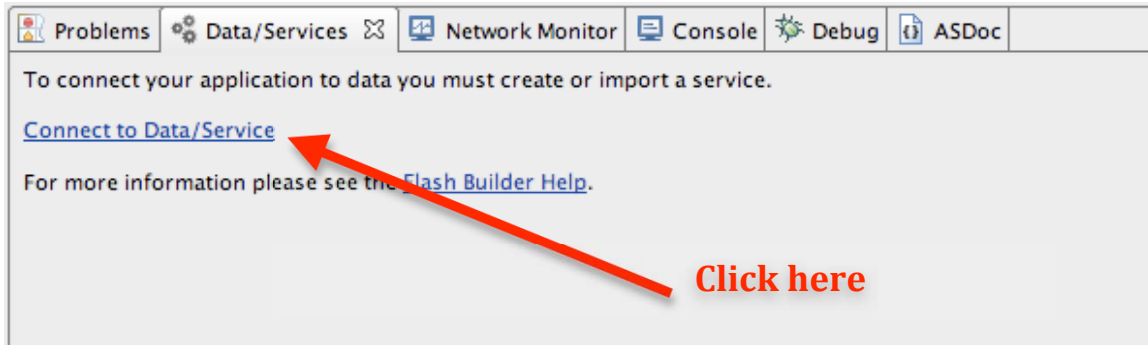 Problems Data/Services Network Monitor Console Debug ASDoc
To connect your application to data you must create or import a service.
Connect to Data/Service
For more information please see the Flash Builder Help.
Click here